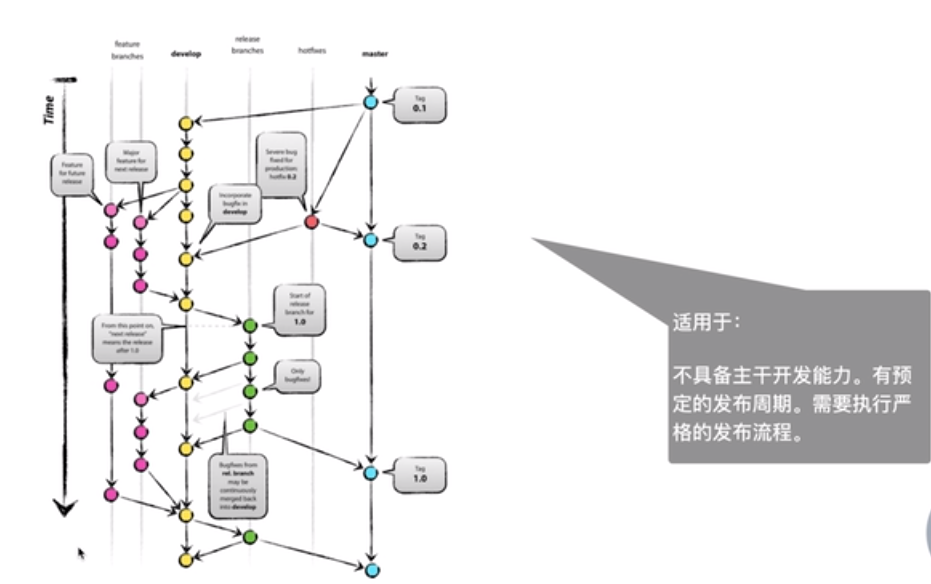 feature
branches
develop
release
branches
hotfixes
master
Time
Tag
0.1
Feature
for future
release
Major
feature for
next release
Severe bug
fixed for
production:
hotfix 0.2
Incorporate
bugfix in
develop
Tag
0.2
Start of
release
branch for
1.0
From this point on,
"next release"
means the release
after 1.0
Only
bugfixes!
Bugfixes from
rel. branch
may be
continuously
merged back
into develop
Tag
1.0
适用于：
不具备主干开发能力。有预
定的发布周期。需要执行严
格的发布流程。